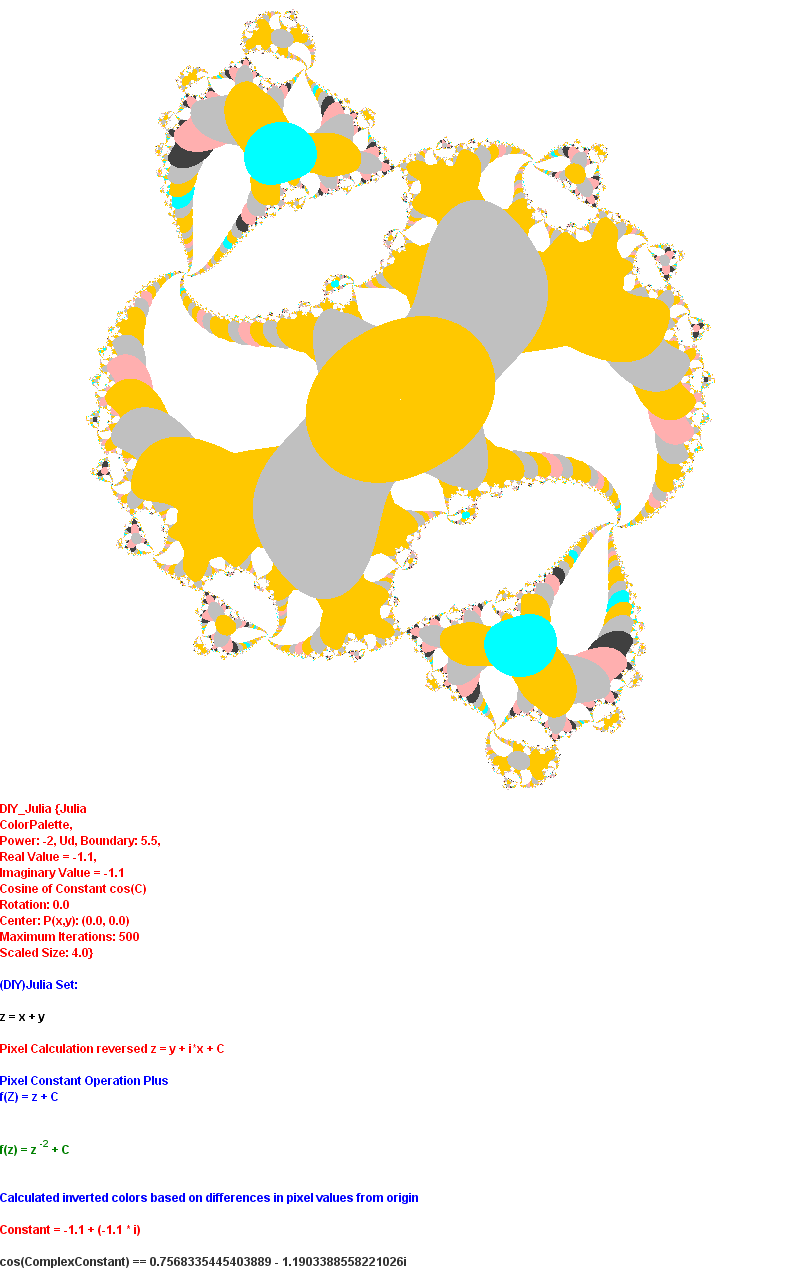 DIY_Julia {Julia
ColorPalette,
Power: -2, Ud, Boundary: 5.5,
Real Value = -1.1,
Imaginary Value = -1.1
Cosine of Constant cos(C)
Rotation: 0.0
Center: P(x,y): (0.0, 0.0)
Maximum Iterations: 500
Scaled Size: 4.0}
(DIY)Julia Set:
z = x + y
Pixel Calculation reversed z = y + i*x + C
Pixel Constant Operation Plus
f(Z) = z + C
f(z) = z -2 + C
Calculated inverted colors based on differences in pixel values from origin
Constant = -1.1 + (-1.1 * i)
cos(ComplexConstant) == 0.7568335445403889 - 1.1903388558221026i